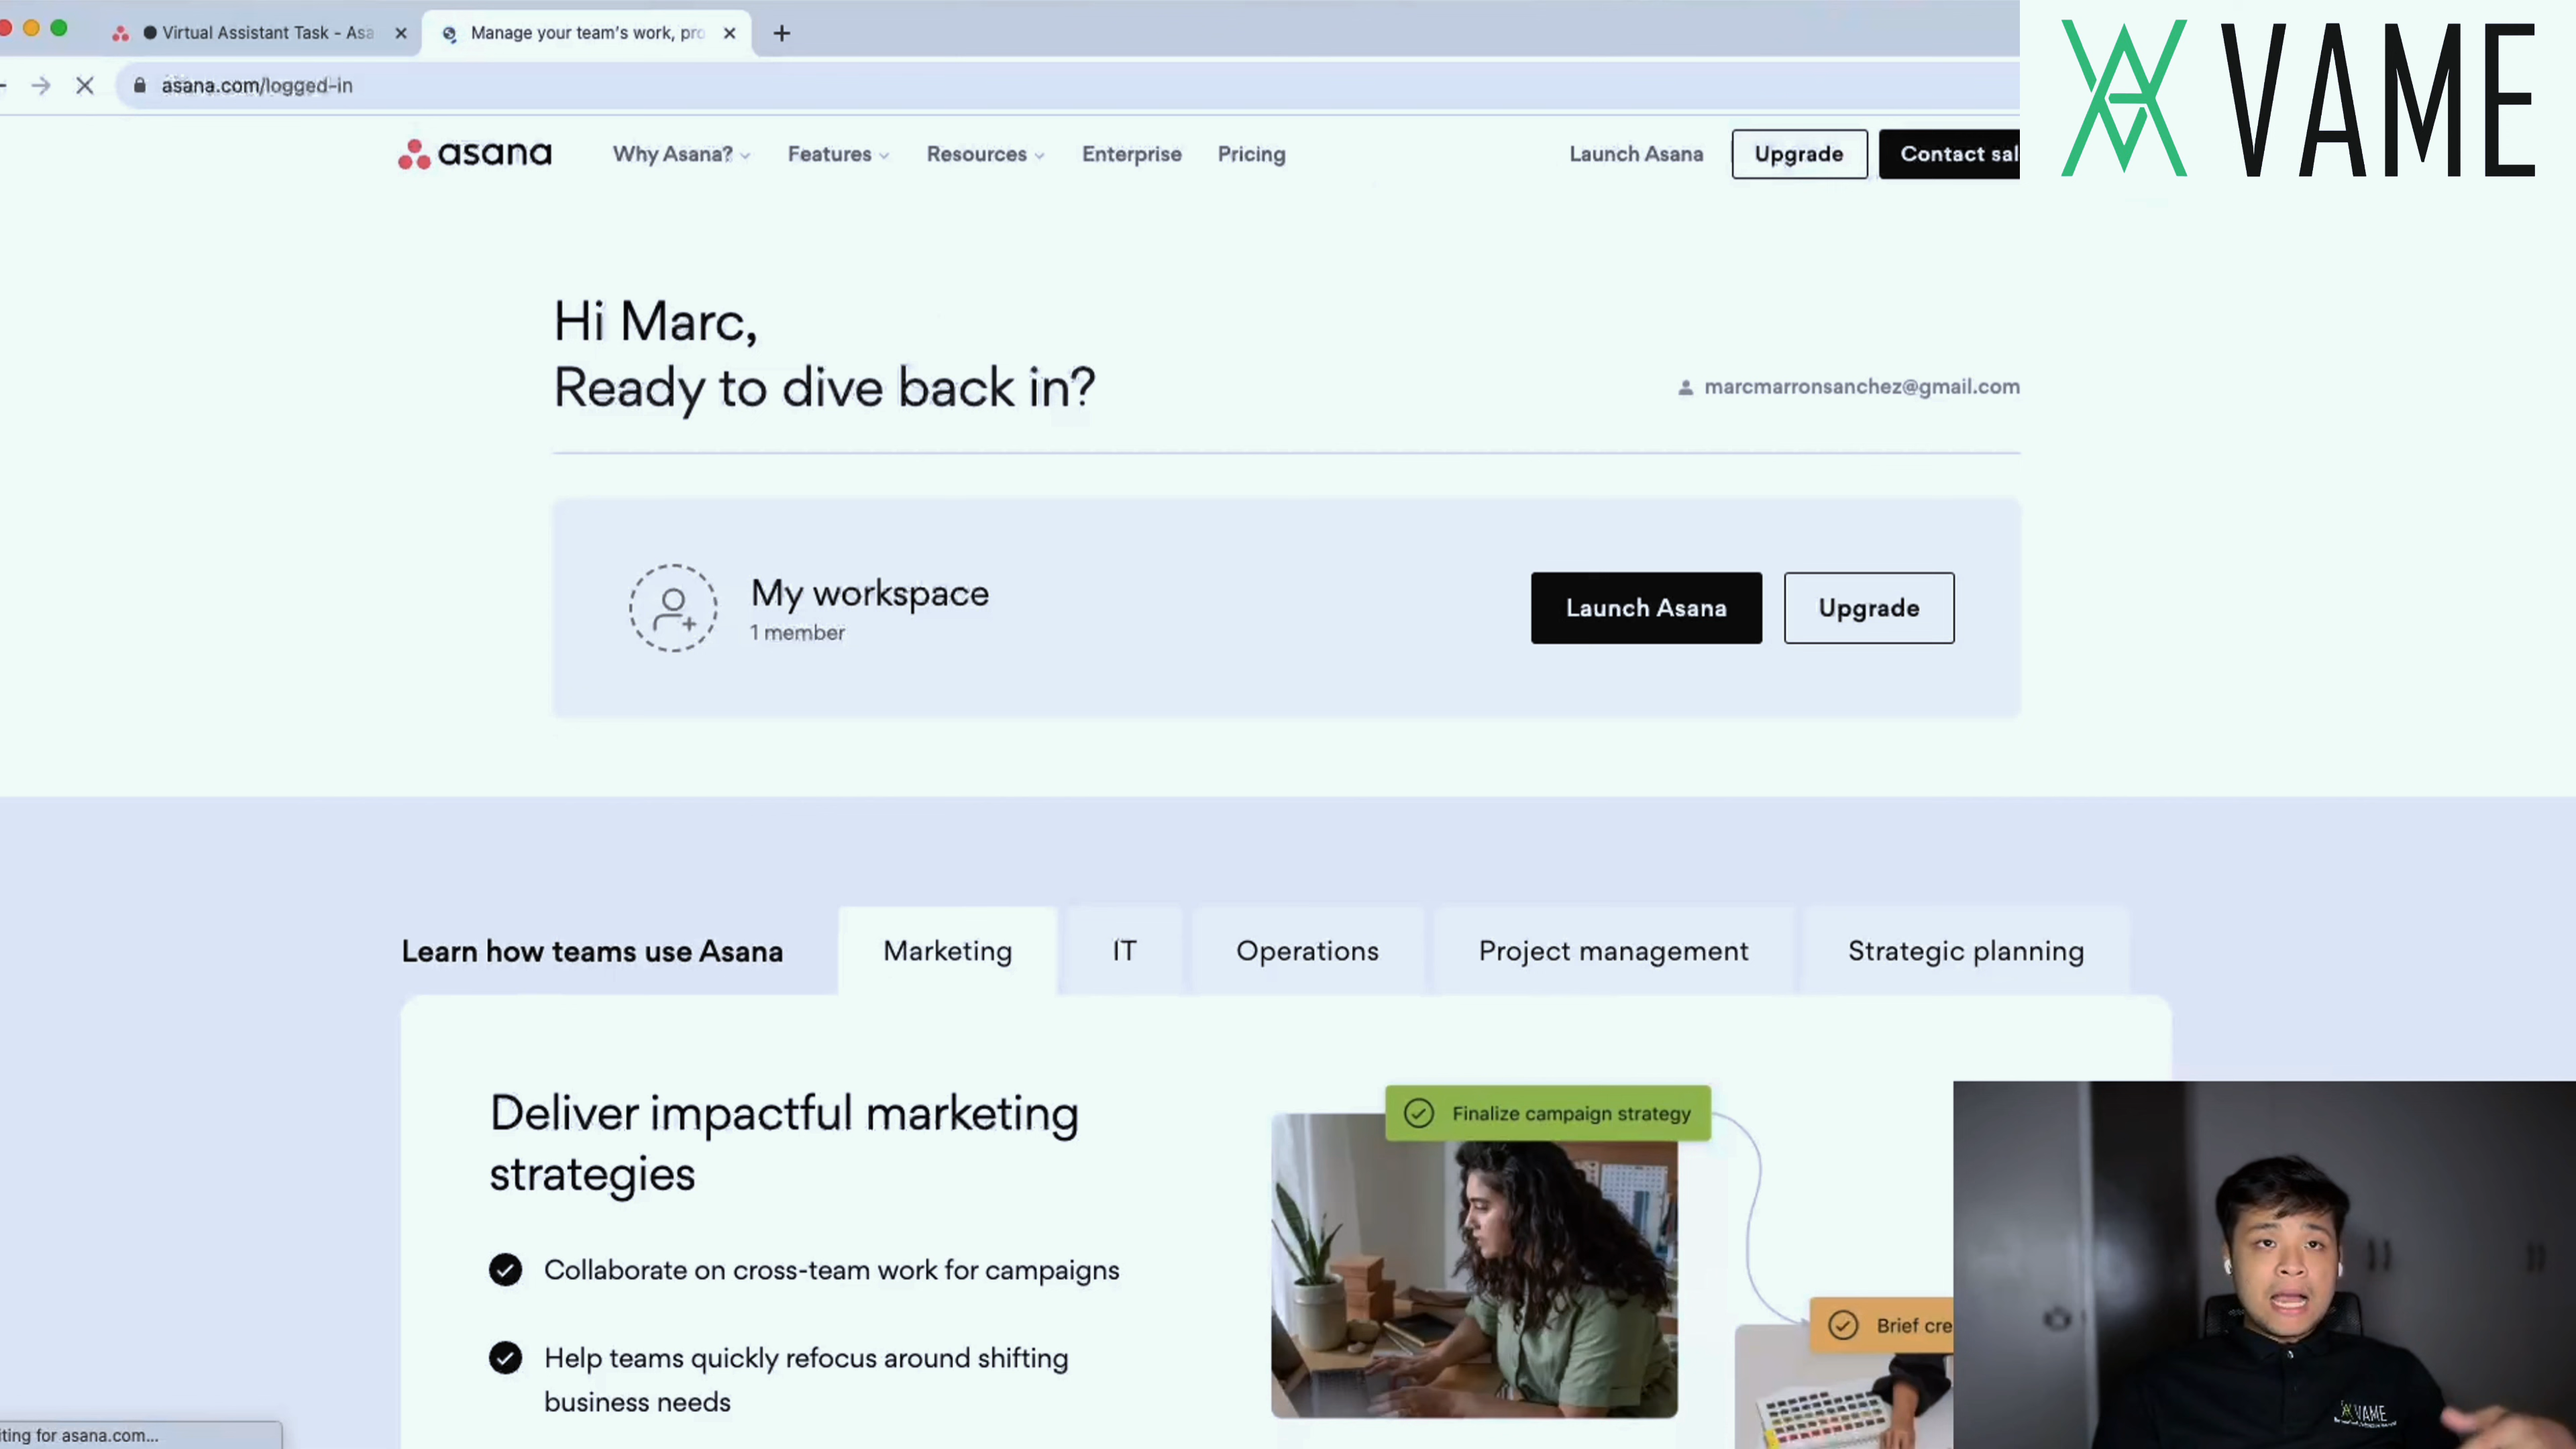 Virtual Assistant Task - Asa
Manage your team's work, pro
asana.com/logged-in
VAME
asana
Why Asana?
Features
Resources
Enterprise
Pricing
Launch Asana
Upgrade
Contact sal
Hi Marc,
Ready to dive back in?
marcmarronsanchez@gmail.com
My workspace
1 member
Launch Asana
Upgrade
Learn how teams use Asana
Marketing
IT
Operations
Project management
Strategic planning
Deliver impactful marketing
strategies
Finalize campaign strategy
Collaborate on cross-team work for campaigns
Brief cre
Help teams quickly refocus around shifting
business needs
VAME
iting for asana.com...